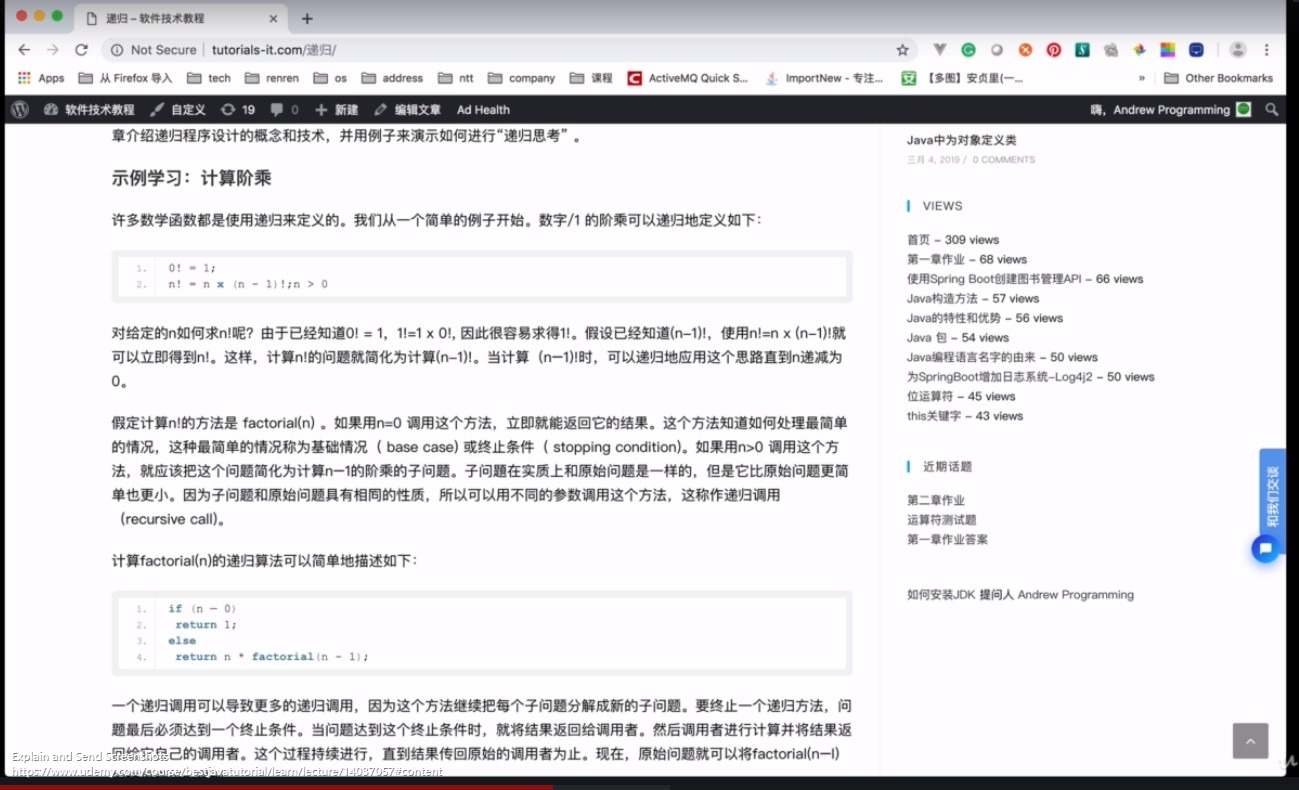 递归 – 软件技术教程
Not Secure | tutorials-it.com/递归/
Apps 从 Firefox 导入 tech renren os address ntt company 课程 ActiveMQ Quick S... ImportNew - 专注... 【多图】安贞里(一... » Other Bookmarks
软件技术教程 自定义 19 0 新建 编辑文章 Ad Health 嗨，Andrew Programming
章介绍递归程序设计的概念和技术，并用例子来演示如何进行“递归思考” 。
示例学习：计算阶乘
许多数学函数都是使用递归来定义的。我们从一个简单的例子开始。数字/1 的阶乘可以递归地定义如下：
1. 0! = 1;
2. n! = n x (n - 1)!;n > 0
对给定的n如何求n!呢？由于已经知道0! = 1，1!=1 x 0!, 因此很容易求得1!。假设已经知道(n–1)!，使用n!=n x (n–1)!就
可以立即得到n!。这样，计算n!的问题就简化为计算(n–1)!。当计算（n一1)!时，可以递归地应用这个思路直到n递减为
0。
假定计算n!的方法是 factorial(n) 。如果用n=0 调用这个方法，立即就能返回它的结果。这个方法知道如何处理最简单
的情况，这种最简单的情况称为基础情况（ base case) 或终止条件（ stopping condition)。如果用n>0 调用这个方
法，就应该把这个问题简化为计算n一1的阶乘的子问题。子问题在实质上和原始问题是一样的，但是它比原始问题更简
单也更小。因为子问题和原始问题具有相同的性质，所以可以用不同的参数调用这个方法，这称作递归调用
（recursive call)。
计算factorial(n)的递归算法可以简单地描述如下：
1. if (n — 0)
2. return 1;
3. else
4. return n * factorial(n - 1);
一个递归调用可以导致更多的递归调用，因为这个方法继续把每个子问题分解成新的子问题。要终止一个递归方法，问
题最后必须达到一个终止条件。当问题达到这个终止条件时，就将结果返回给调用者。然后调用者进行计算并将结果返
回给它自己的调用者。这个过程持续进行，直到结果传回原始的调用者为止。现在，原始问题就可以将factorial(n一l)
Java中为对象定义类
三月 4, 2019 / 0 COMMENTS
VIEWS
首页 – 309 views
第一章作业 – 68 views
使用Spring Boot创建图书管理API – 66 views
Java构造方法 – 57 views
Java的特性和优势 – 56 views
Java 包 – 54 views
Java编程语言名字的由来 – 50 views
为SpringBoot增加日志系统–Log4j2 – 50 views
位运算符 – 45 views
this关键字 – 43 views
近期话题
第二章作业
运算符测试题
第一章作业答案
如何安装JDK 提问人 Andrew Programming
和我们交谈
Explain and Send Screenshots
https://www.udemy.com/course/bestjavatutorial/learn/lecture/14037057#content